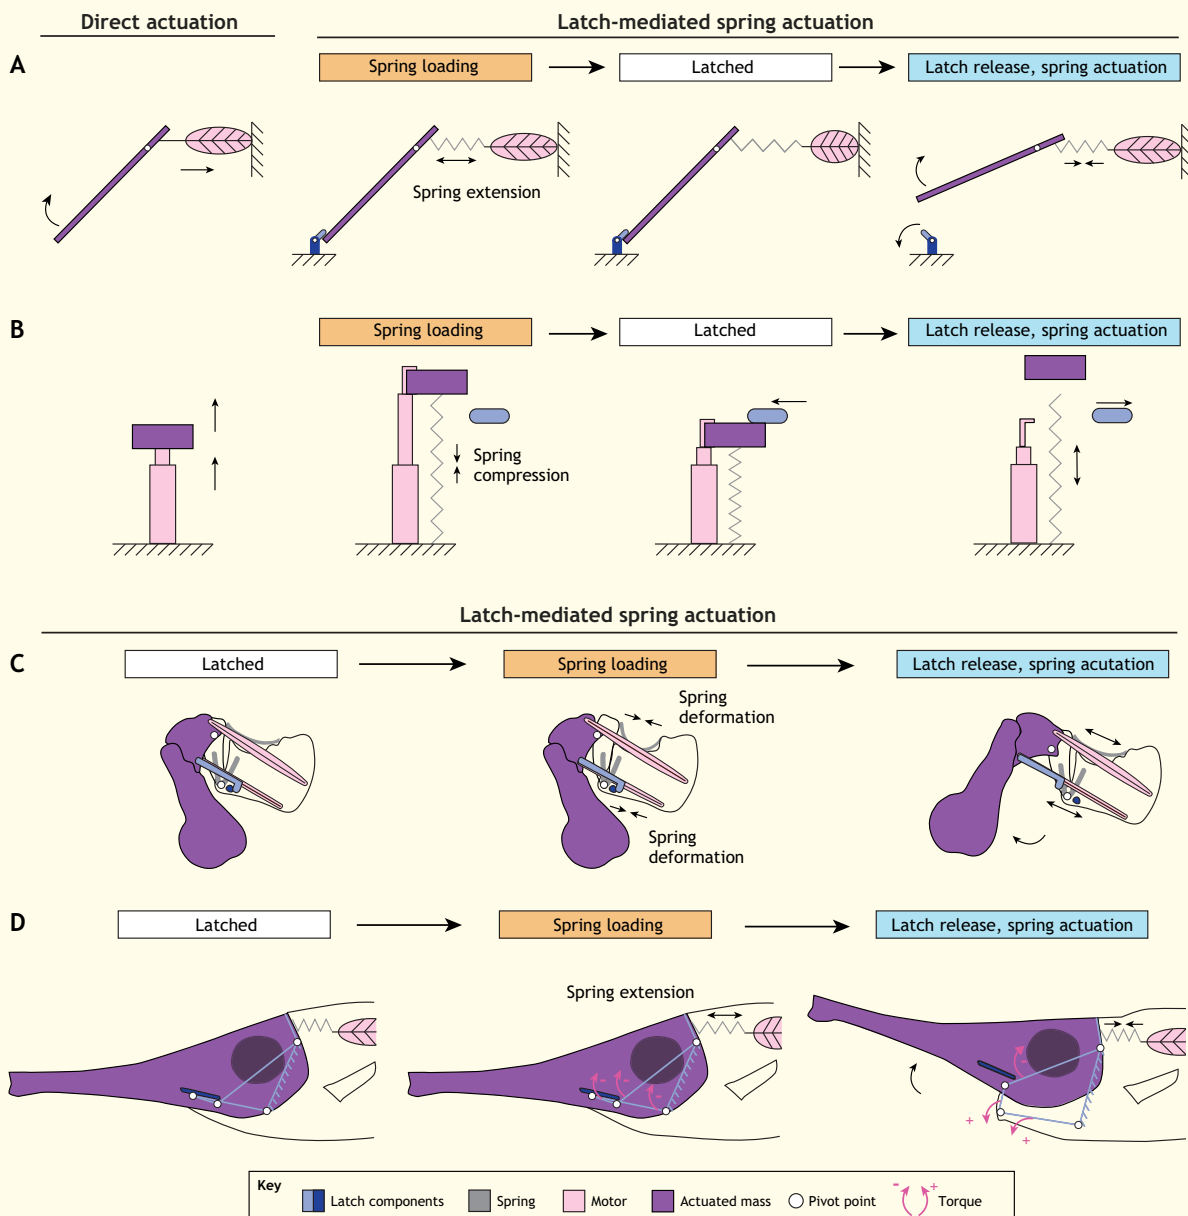 Direct actuation
Latch-mediated spring actuation
A
Spring loading
Latched
Latch release, spring actuation
Spring extension
B
Spring loading
Latched
Latch release, spring actuation
Spring
compression
Latch-mediated spring actuation
C
Latched
Spring loading
Latch release, spring acutation
Spring
deformation
Spring
deformation
D
Latched
Spring loading
Latch release, spring actuation
Spring extension
- - -
-
+
+
Key
Latch components
Spring
Motor
Actuated mass
Pivot point
- +
Torque